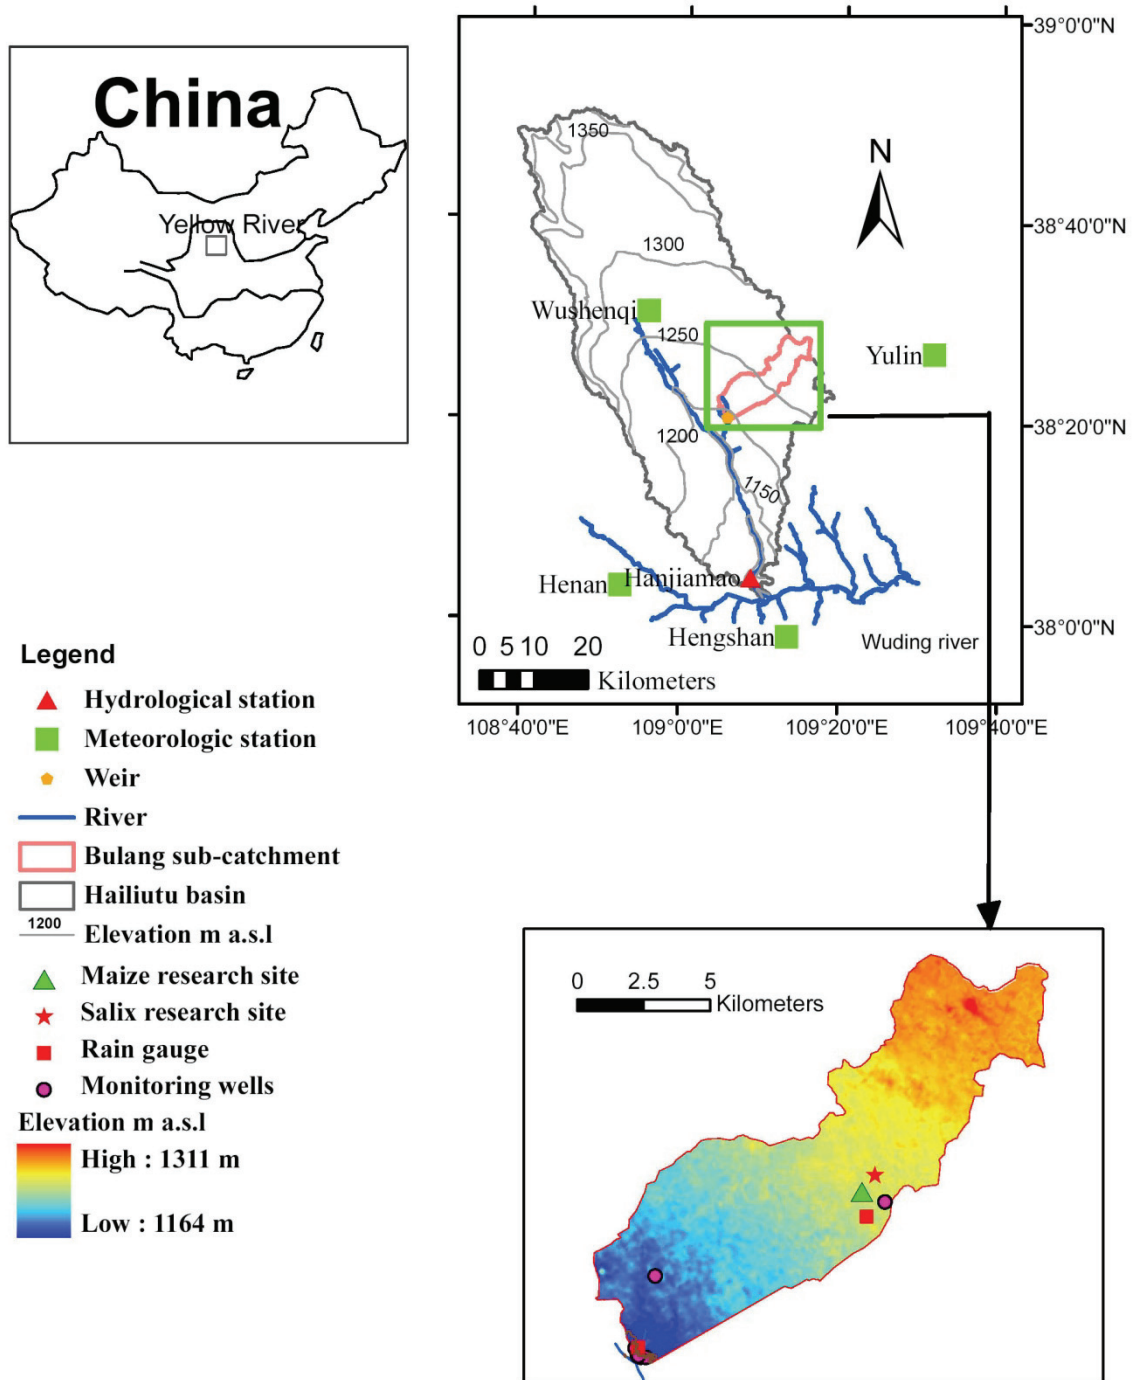 China
Yellow River
39°0'0"N
38°40'0"N
38°20'0"N
38°0'0"N
N
1350
1300
Wushenqi
1250
Yulin
1200
1150
Henan
Hanjiamao
Hengshan
Wuding river
0 5 10 20
Kilometers
108°40'0"E
109°0'0"E
109°20'0"E
109°40'0"E
Legend
Hydrological station
Meteorologic station
Weir
River
Bulang sub-catchment
Hailiutu basin
1200
Elevation m a.s.l
Maize research site
Salix research site
Rain gauge
Monitoring wells
Elevation m a.s.l
High : 1311 m
Low : 1164 m
0 2.5 5
Kilometers